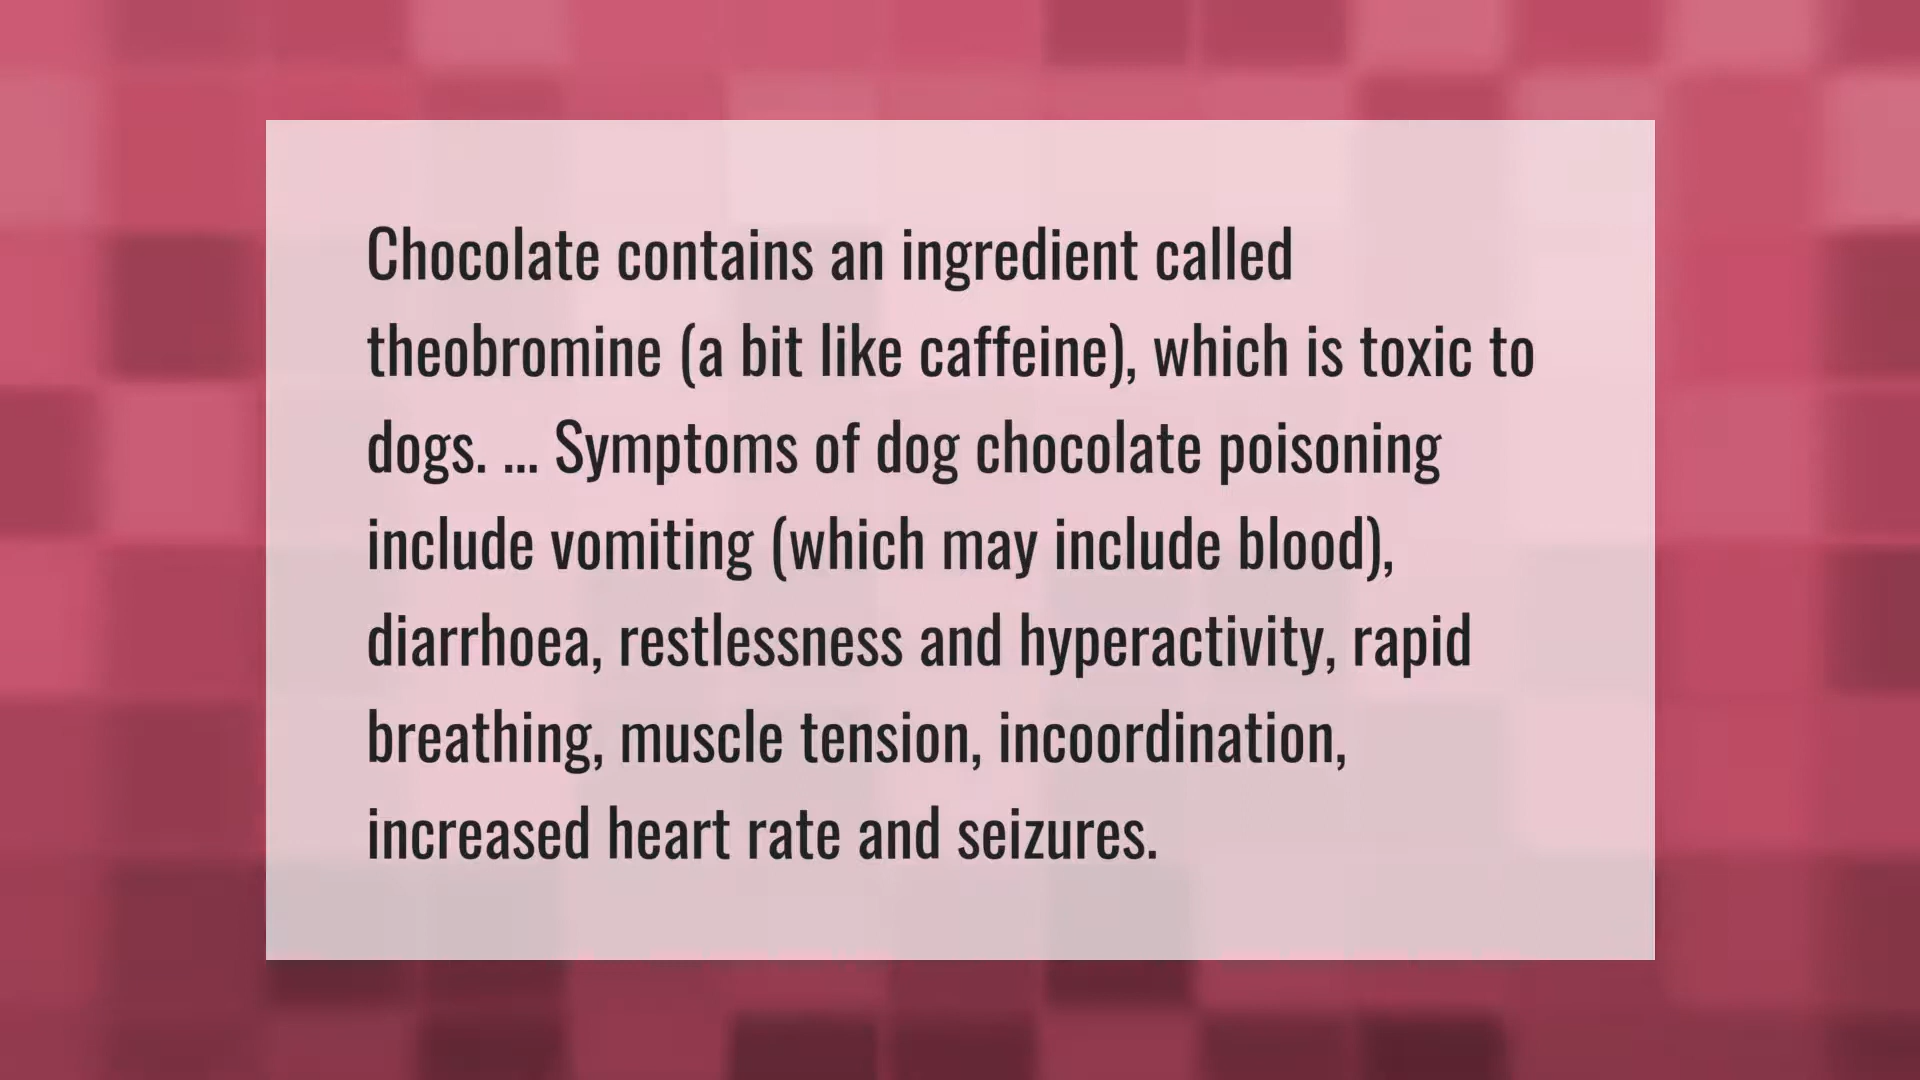 Chocolate contains an ingredient called
theobromine (a bit like caffeine), which is toxic to
dogs. ... Symptoms of dog chocolate poisoning
include vomiting (which may include blood),
diarrhoea, restlessness and hyperactivity, rapid
breathing, muscle tension, incoordination,
increased heart rate and seizures.